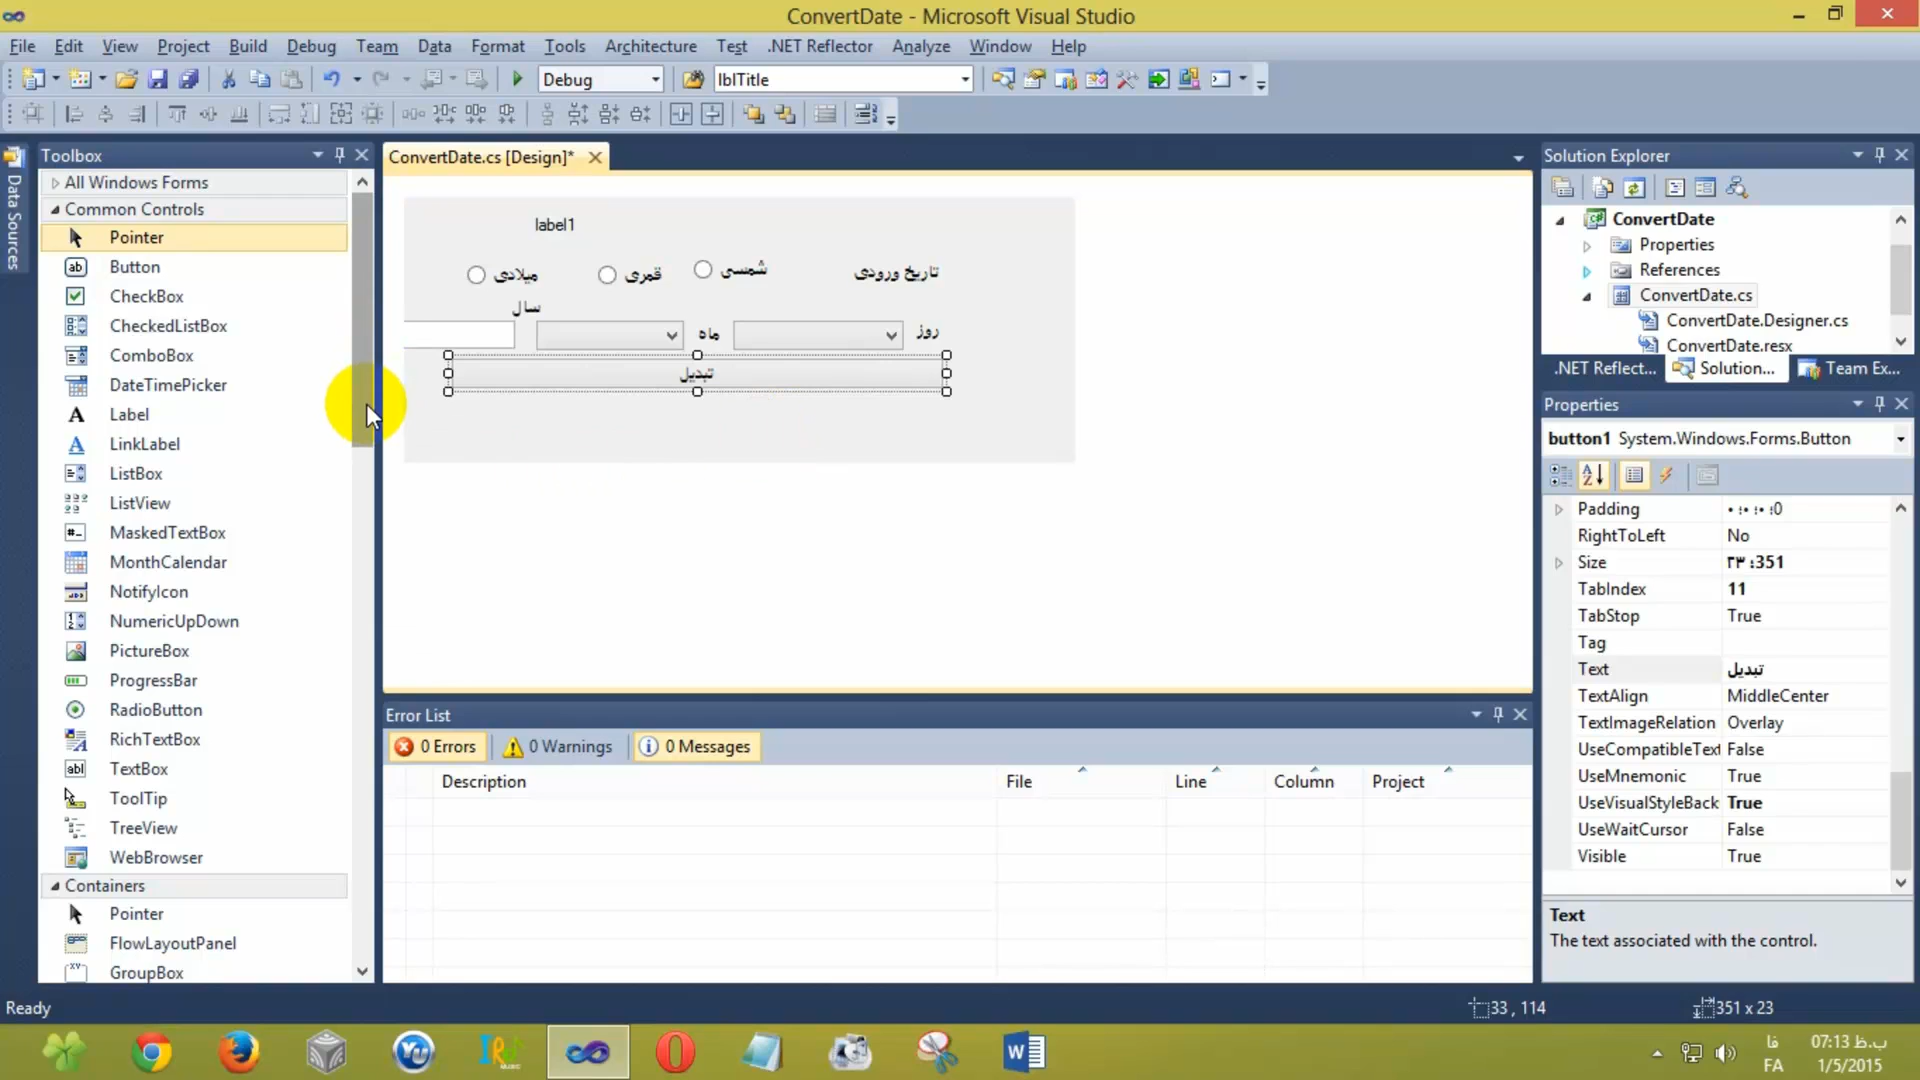 ConvertDate - Microsoft Visual Studio
File Edit View Project Build Debug Team Data Format Tools Architecture Test .NET Reflector Analyze Window Help
Debug lblTitle
Data Sources
Toolbox
All Windows Forms
Common Controls
Pointer
Button
CheckBox
CheckedListBox
ComboBox
DateTimePicker
Label
LinkLabel
ListBox
ListView
MaskedTextBox
MonthCalendar
NotifyIcon
NumericUpDown
PictureBox
ProgressBar
RadioButton
RichTextBox
TextBox
ToolTip
TreeView
WebBrowser
Containers
Pointer
FlowLayoutPanel
GroupBox
ConvertDate.cs [Design]*
label1
تاریخ ورودی شمسی قمری میلادی
سال
روز ماه
تبدیل
Error List
0 Errors 0 Warnings 0 Messages
Description File Line Column Project
Solution Explorer
ConvertDate
Properties
References
ConvertDate.cs
ConvertDate.Designer.cs
ConvertDate.resx
.NET Reflect... Solution... Team Ex...
Properties
button1 System.Windows.Forms.Button
Padding
RightToLeft No
Size ۲۳ ؛351
TabIndex 11
TabStop True
Tag
Text تبدیل
TextAlign MiddleCenter
TextImageRelation Overlay
UseCompatibleText False
UseMnemonic True
UseVisualStyleBack True
UseWaitCursor False
Visible True
Text
The text associated with the control.
Ready 33 , 114 351 x 23
فا
FA
07:13 ب.ظ
1/5/2015